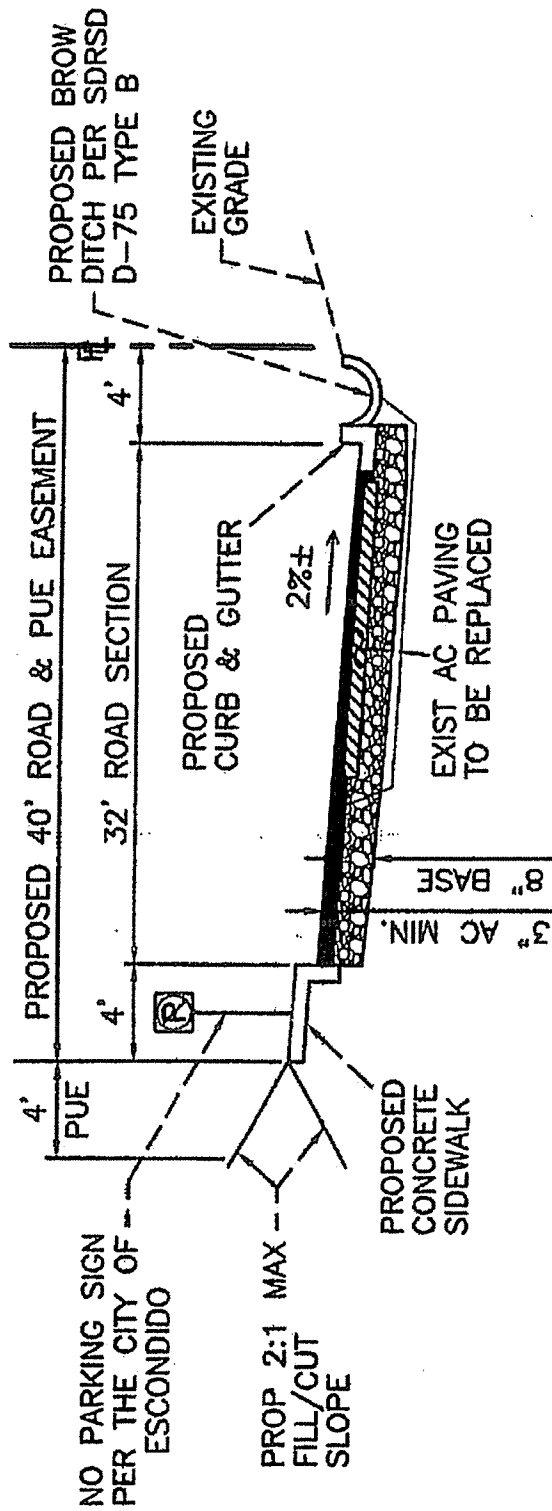 PROPOSED 40' ROAD & PUE EASEMENT
4'
PUE
4'
32' ROAD SECTION
4'
NO PARKING SIGN
PER THE CITY OF
ESCONDIDO
R
PROP 2:1 MAX
FILL/CUT
SLOPE
PROPOSED
CONCRETE
SIDEWALK
3" AC MIN.
8" BASE
PROPOSED
CURB & GUTTER
2%±
EXIST AC PAVING
TO BE REPLACED
PROPOSED BROW
DITCH PER SDRSD
D-75 TYPE B
EXISTING
GRADE